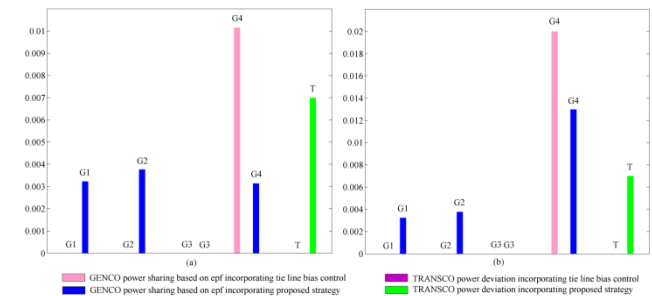 G4
0.01
0.009
0.008
0.007
0.006
0.005
0.004
0.003
0.002
0.001
0
T
G1
G2
G4
G1
G2
G3 G3
T
(a)
0.02
0.018
0.016
0.014
0.012
0.01
0.008
0.006
0.004
0.002
0
G4
G4
T
G1
G2
G1
G2
G3 G3
T
(b)
GENCO power sharing based on epf incorporating tie line bias control
GENCO power sharing based on epf incorporating proposed strategy
TRANSCO power deviation incorporating tie line bias control
TRANSCO power deviation incorporating proposed strategy